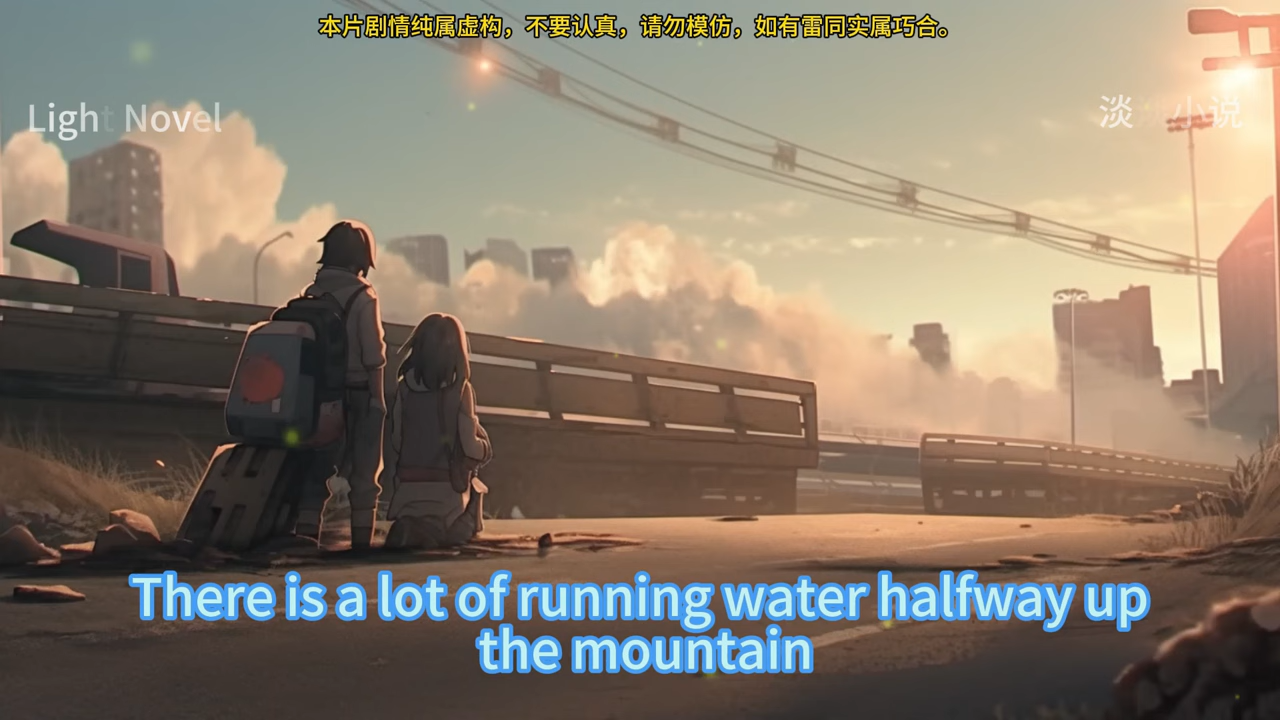 本片剧情纯属虚构，不要认真，请勿模仿，如有雷同实属巧合。
Light Novel
淡 小说
There is a lot of running water halfway up
the mountain